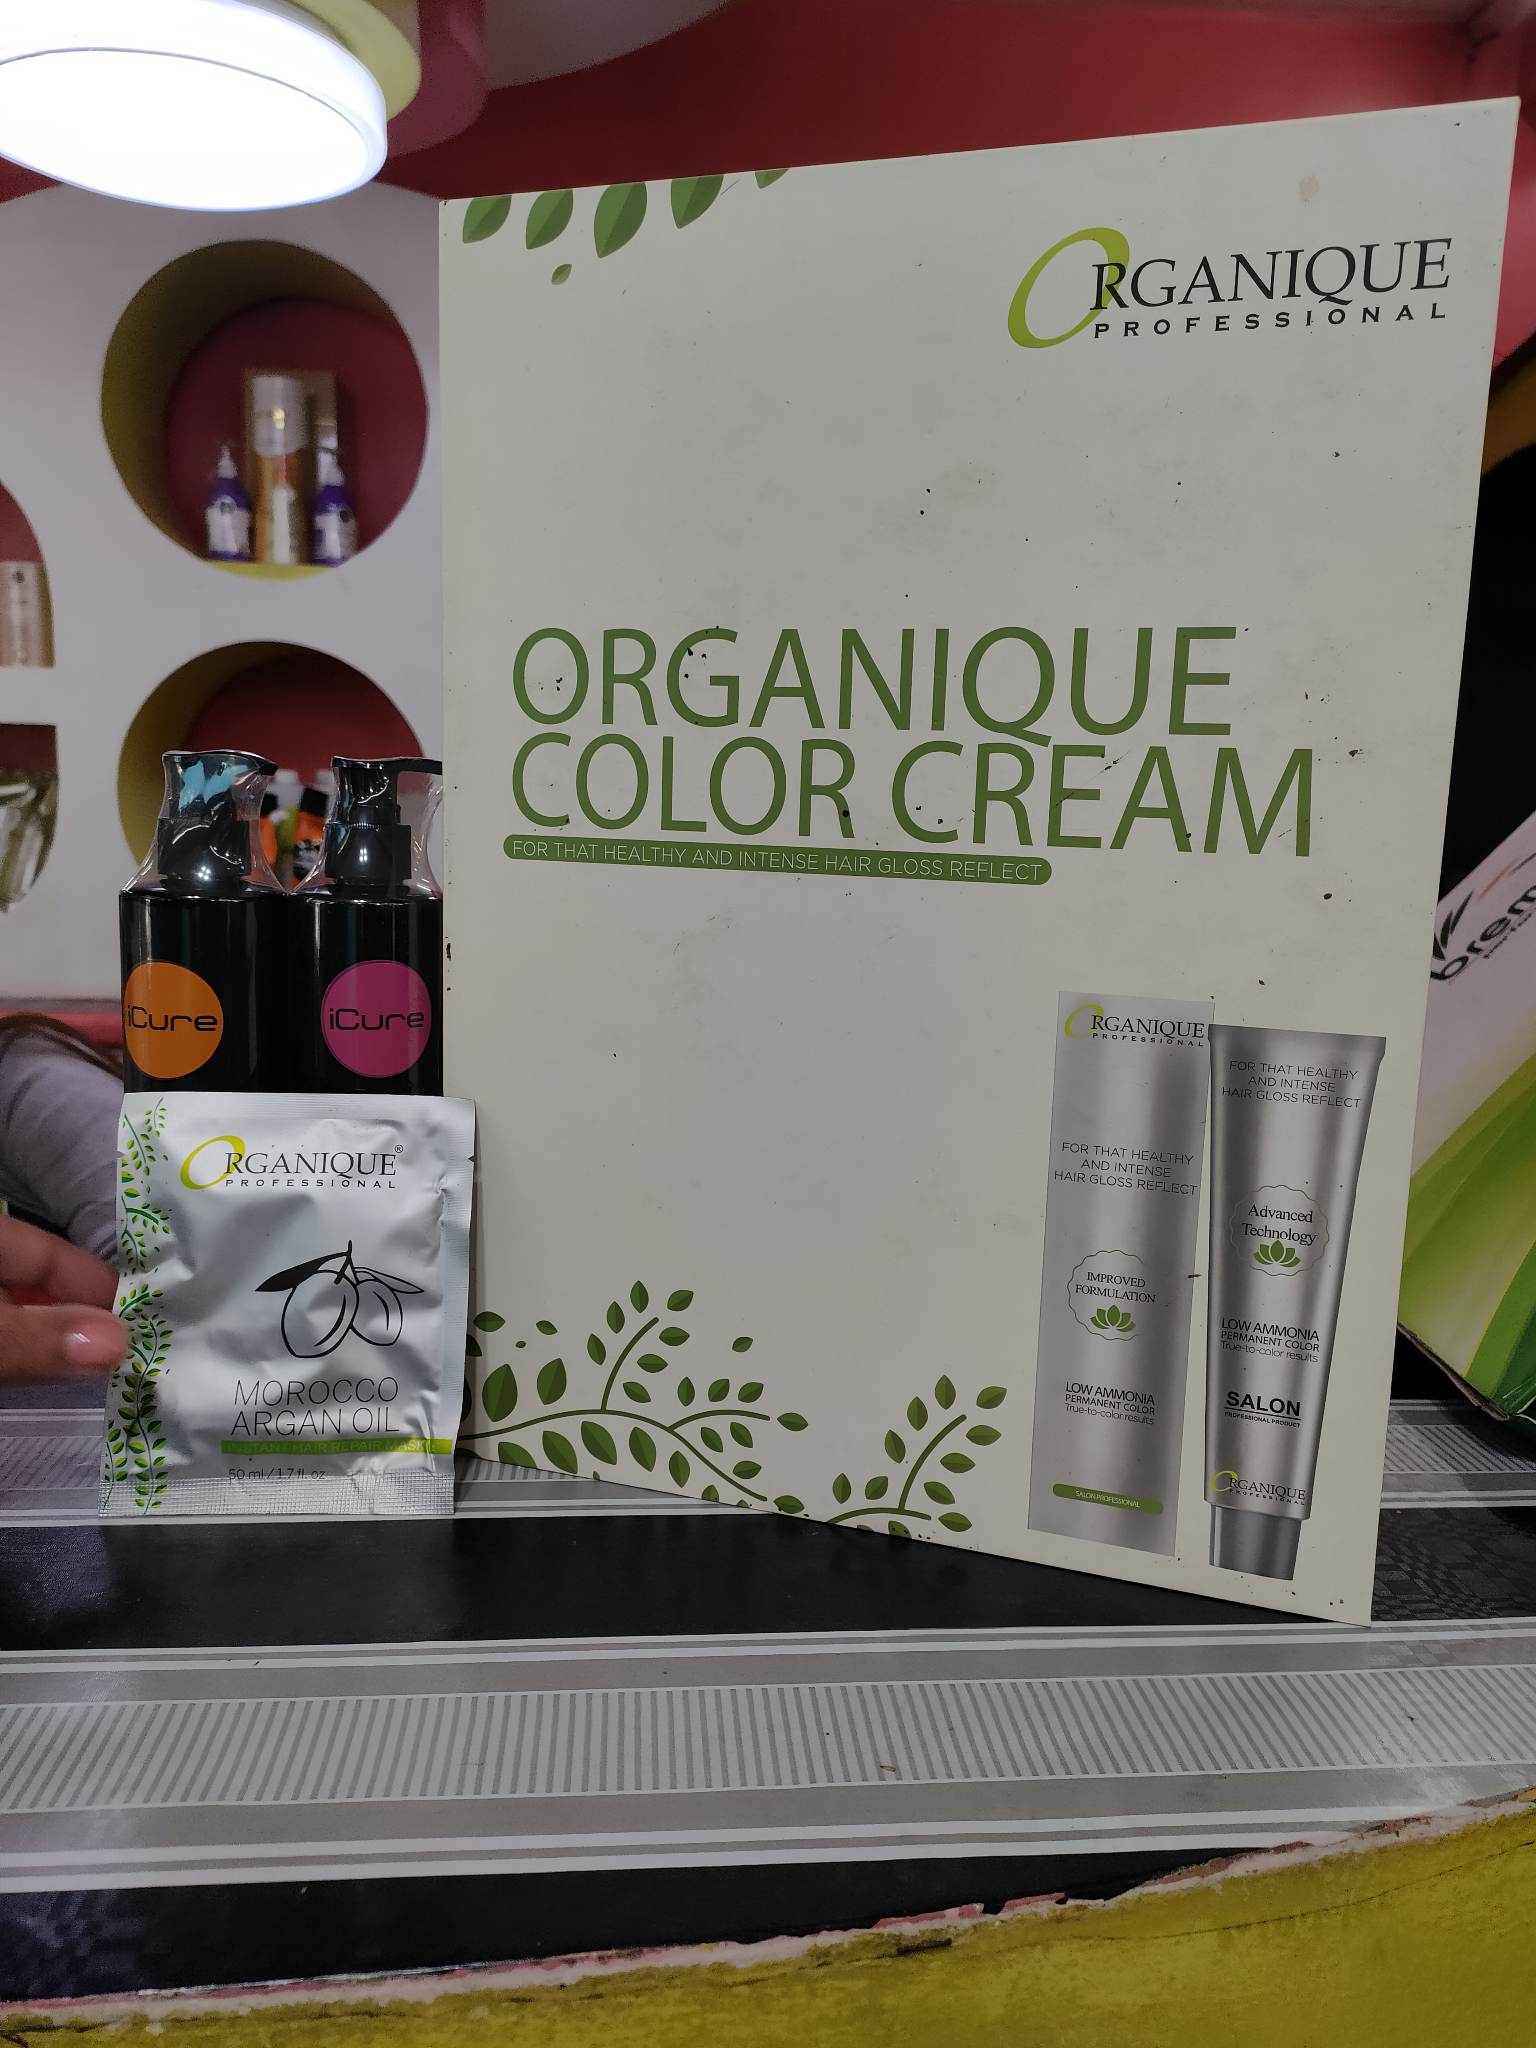 ORGANIQUE
PROFESSIONAL
ORGANIQUE
COLOR CREAM
FOR THAT HEALTHY AND INTENSE HAIR GLOSS REFLECT
ORGANIQUE
PROFESSIONAL
FOR THAT HEALTHY
AND INTENSE
HAIR GLOSS REFLECT
IMPROVED
FORMULATION
LOW AMMONIA
PERMANENT COLOR
True-to-color results
SALON PROFESSIONAL
FOR THAT HEALTHY
AND INTENSE
HAIR GLOSS REFLECT
Advanced
Technology
LOW AMMONIA
PERMANENT COLOR
True-to-color results
SALON
PROFESSIONAL PRODUCT
ORGANIQUE
PROFESSIONAL
iCure
iCure
ORGANIQUE®
PROFESSIONAL
MOROCCO
ARGAN OIL
INSTANT HAIR REPAIR MASK
50 ml / 1.7 fl. oz